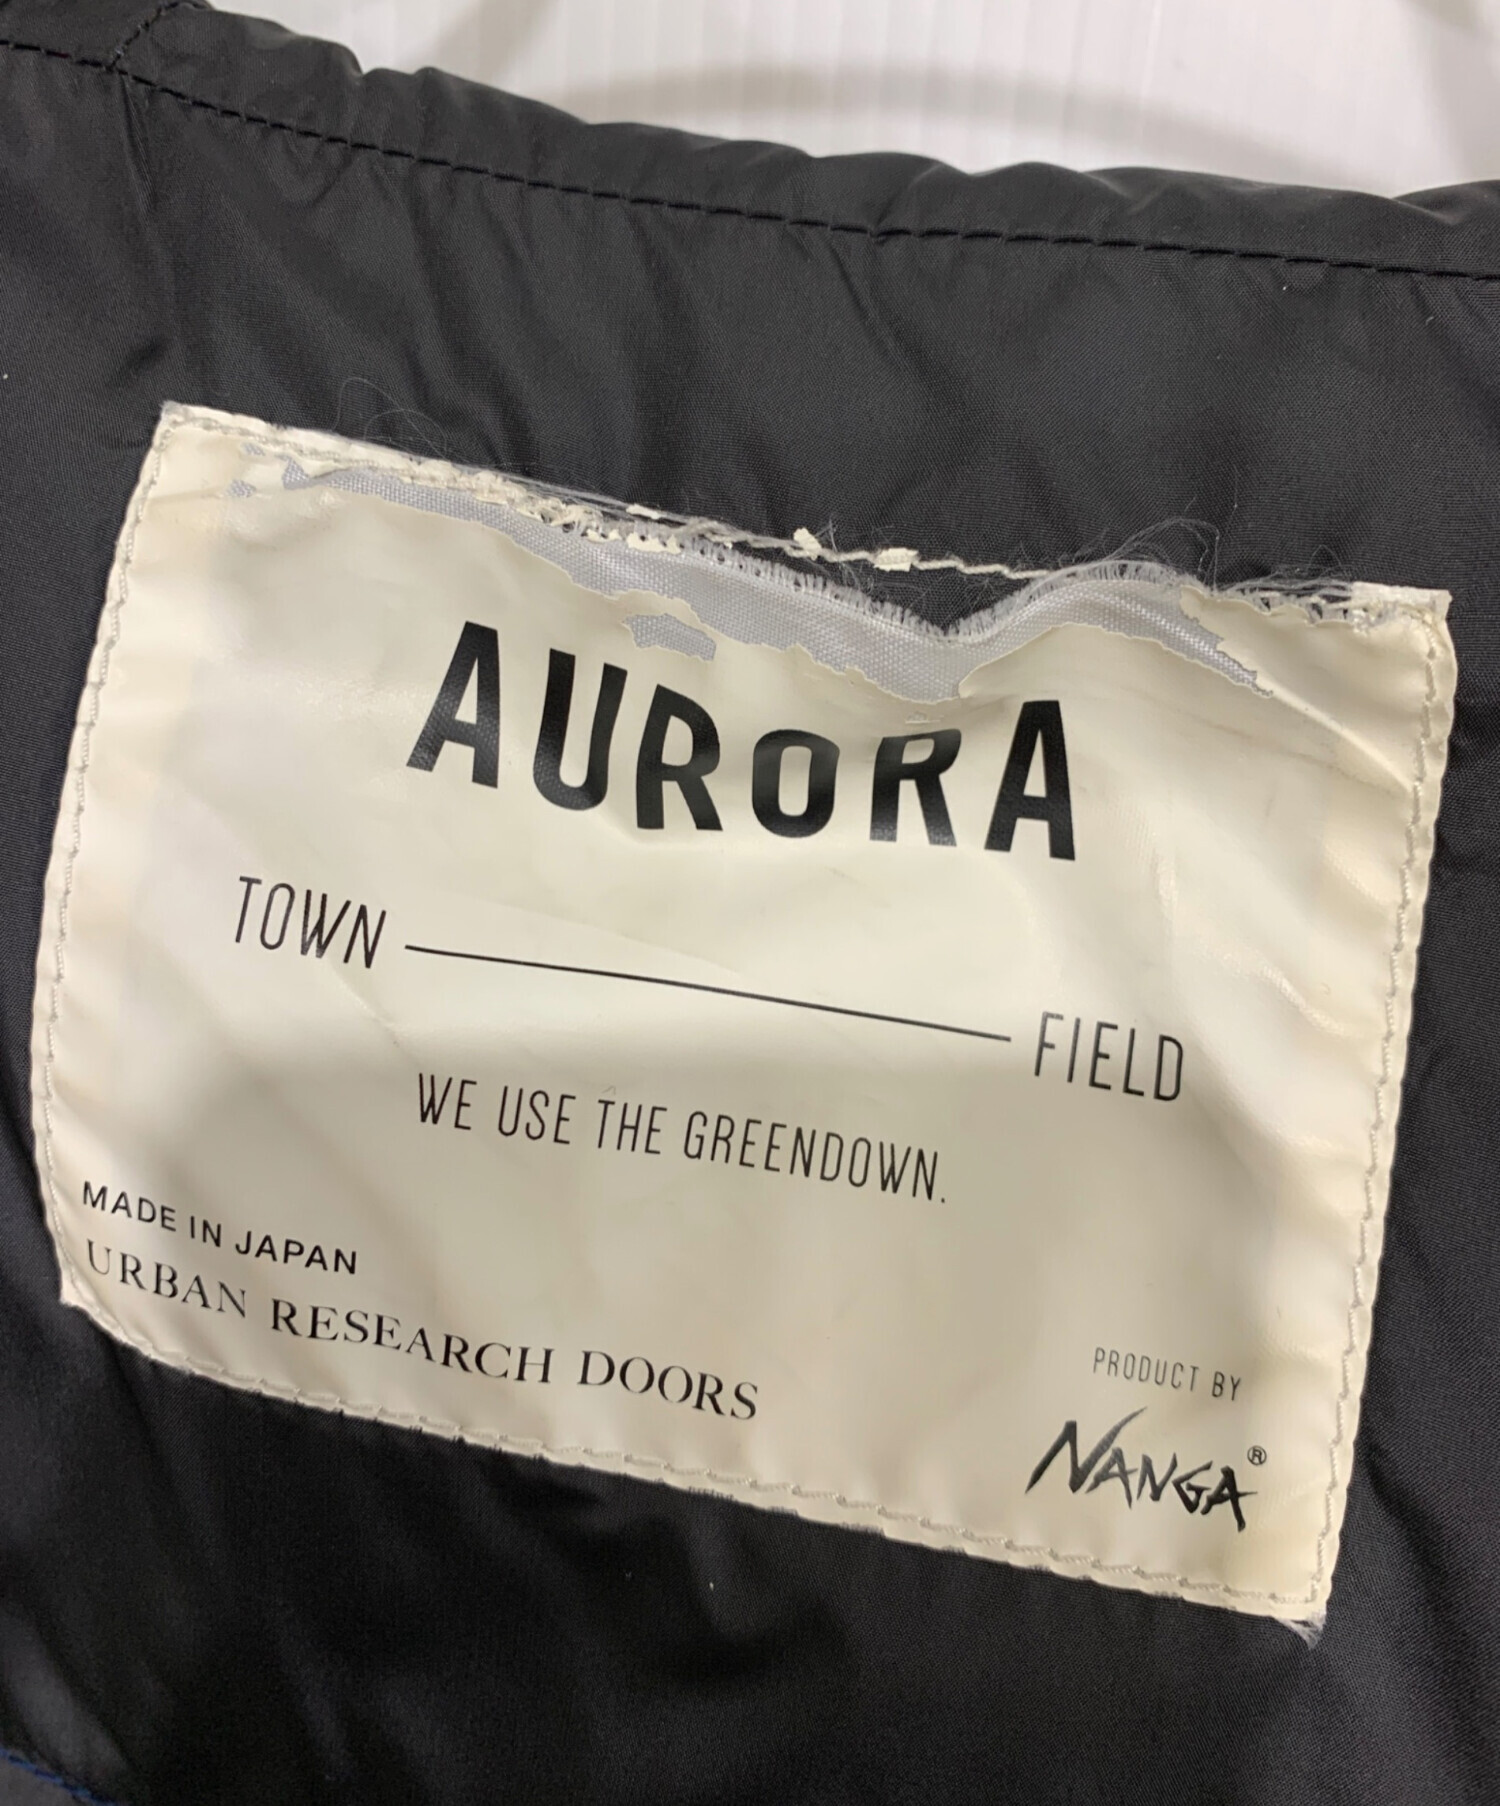 AURORA
TOWN FIELD
WE USE THE GREENDOWN.
MADE IN JAPAN
URBAN RESEARCH DOORS
PRODUCT BY
NANGA®